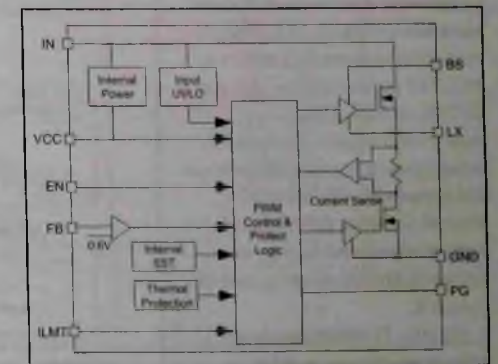 IN
BS
Internal
Power
Input
UVLO
VCC
LX
EN
Current Sense
PWM
Control &
Protect
Logic
FB
0.6V
Internal
SST
GND
Thermal
Protection
PG
ILMT